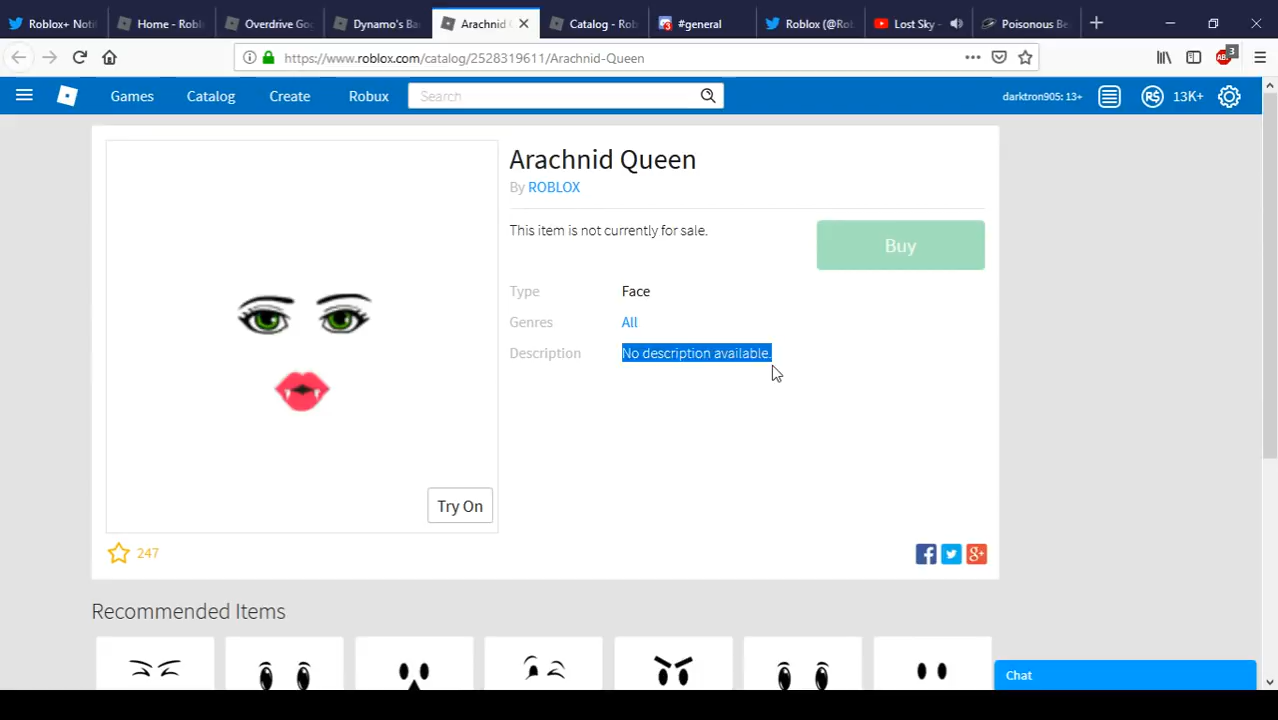 Roblox+ Noti
Home - Robl
Overdrive Gog
Dynamo's Ba
Arachnid
Catalog - Rob
#general
Roblox (@Rob
Lost Sky -
Poisonous Be
https://www.roblox.com/catalog/2528319611/Arachnid-Queen
3
Games
Catalog
Create
Robux
Search
darktron905: 13+
R$
13K+
Arachnid Queen
By ROBLOX
This item is not currently for sale.
Buy
Type
Face
Genres
All
Description
No description available.
Try On
247
Recommended Items
Chat